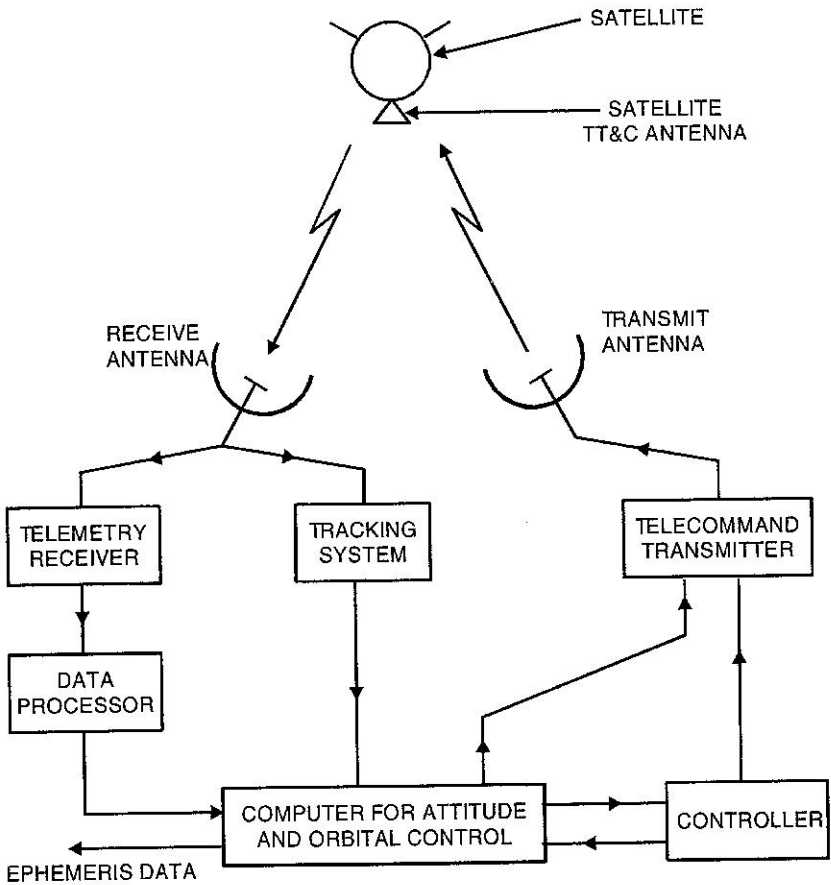 SATELLITE
SATELLITE
TT&C ANTENNA
RECEIVE
ANTENNA
TRANSMIT
ANTENNA
TELEMETRY
RECEIVER
TRACKING
SYSTEM
TELECOMMAND
TRANSMITTER
DATA
PROCESSOR
COMPUTER FOR ATTITUDE
AND ORBITAL CONTROL
CONTROLLER
EPHEMERIS DATA